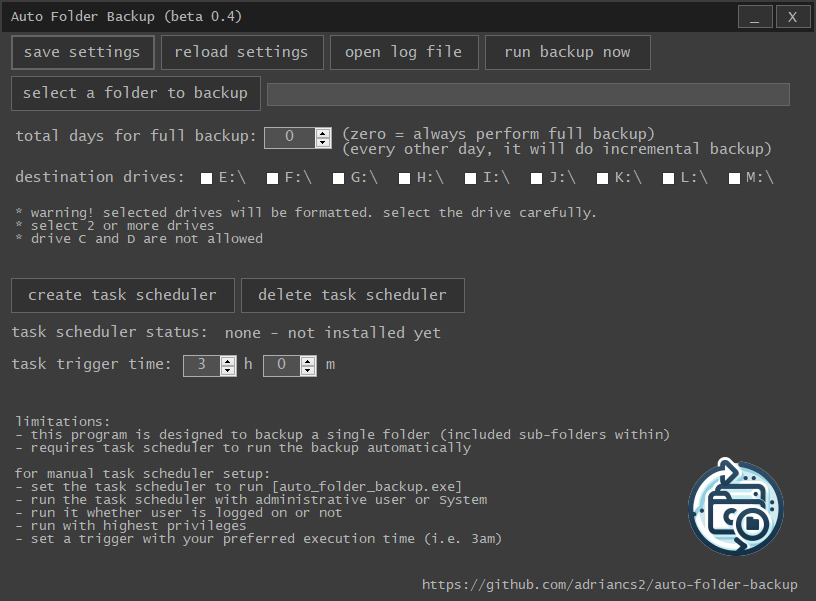 Auto Folder Backup (beta 0.4) _ X
save settings reload settings open log file run backup now
select a folder to backup
total days for full backup: 0 (zero = always perform full backup)
(every other day, it will do incremental backup)
destination drives: E:\ F:\ G:\ H:\ I:\ J:\ K:\ L:\ M:\
* warning! selected drives will be formatted. select the drive carefully.
* select 2 or more drives
* drive C and D are not allowed
create task scheduler delete task scheduler
task scheduler status: none - not installed yet
task trigger time: 3 h 0 m
limitations:
- this program is designed to backup a single folder (included sub-folders within)
- requires task scheduler to run the backup automatically
for manual task scheduler setup:
- set the task scheduler to run [auto_folder_backup.exe]
- run the task scheduler with administrative user or System
- run it whether user is logged on or not
- run with highest privileges
- set a trigger with your preferred execution time (i.e. 3am)
https://github.com/adriancs2/auto-folder-backup